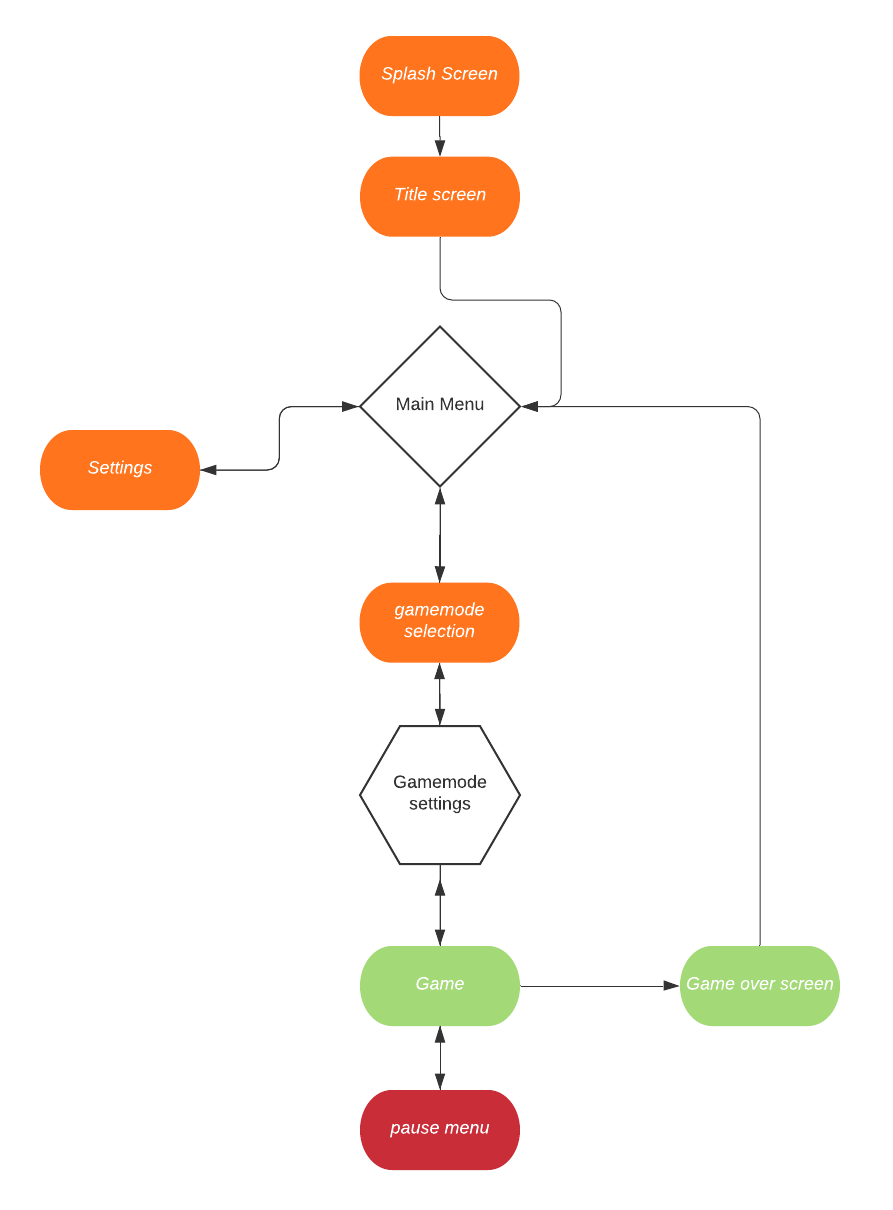 Splash Screen
Title screen
Main Menu
Settings
gamemode
selection
Gamemode
settings
Game
Game over screen
pause menu